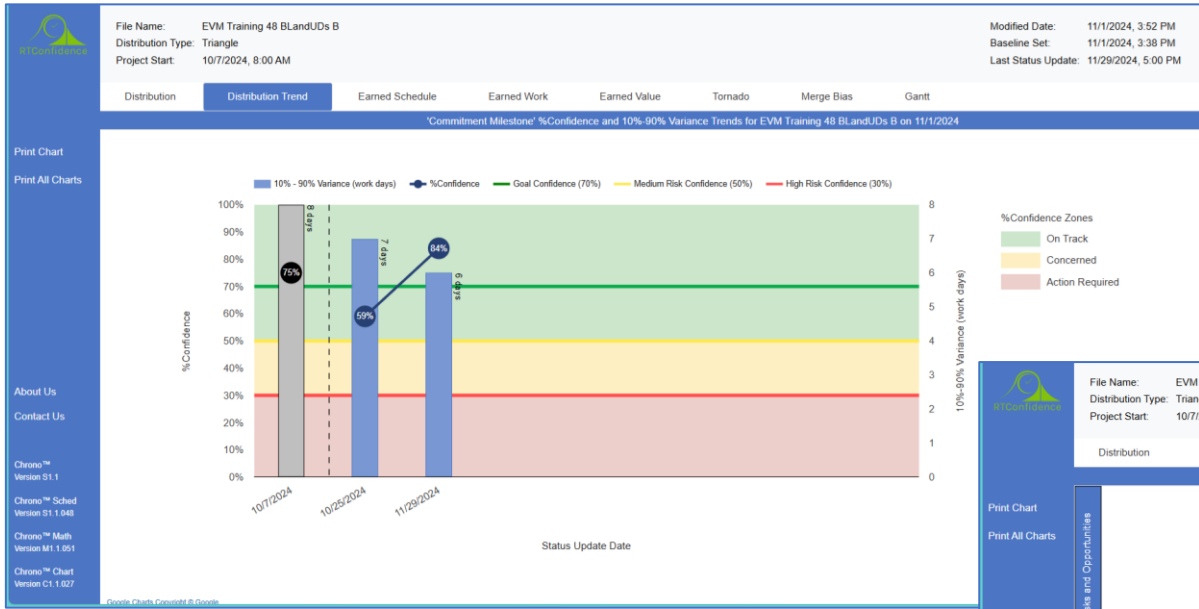 RTConfidence
File Name: EVM Training 48 BLandUDs B
Distribution Type: Triangle
Project Start: 10/7/2024, 8:00 AM
Modified Date: 11/1/2024, 3:52 PM
Baseline Set: 11/1/2024, 3:38 PM
Last Status Update: 11/29/2024, 5:00 PM
Distribution Distribution Trend Earned Schedule Earned Work Earned Value Tornado Merge Bias Gantt
'Commitment Milestone' %Confidence and 10%-90% Variance Trends for EVM Training 48 BLandUDs B on 11/1/2024
Print Chart
Print All Charts
About Us
Contact Us
Chrono™
Version S1.1
Chrono™ Sched
Version S1.1.048
Chrono™ Math
Version M1.1.051
Chrono™ Chart
Version C1.1.027
10% - 90% Variance (work days) %Confidence Goal Confidence (70%) Medium Risk Confidence (50%) High Risk Confidence (30%)
%Confidence
100%
90%
80%
70%
60%
50%
40%
30%
20%
10%
0%
75%
8 days
59%
7 days
84%
6 days
8
7
6
5
4
3
2
1
0
10%-90% Variance (work days)
10/7/2024
10/25/2024
11/29/2024
Status Update Date
%Confidence Zones
On Track
Concerned
Action Required
Google Charts Copyright © Google
RTConfidence
File Name: EVM
Distribution Type: Trian
Project Start: 10/7/
Distribution
Print Chart
Print All Charts
sks and Opportunities